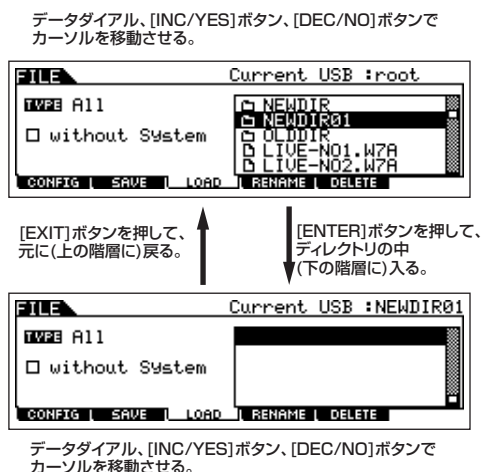 データダイアル、[INC/YES]ボタン、[DEC/NO]ボタンで
カーソルを移動させる。
FILE Current USB :root
TYPE All
□ without System
NEWDIR
NEWDIR01
OLDDIR
LIVE-NO1.W7A
LIVE-NO2.W7A
CONFIG SAVE LOAD RENAME DELETE
[EXIT]ボタンを押して、
元に(上の階層に)戻る。
[ENTER]ボタンを押して、
ディレクトリの中
(下の階層に)入る。
FILE Current USB :NEWDIR01
TYPE All
□ without System
CONFIG SAVE LOAD RENAME DELETE
データダイアル、[INC/YES]ボタン、[DEC/NO]ボタンで
カーソルを移動させる。